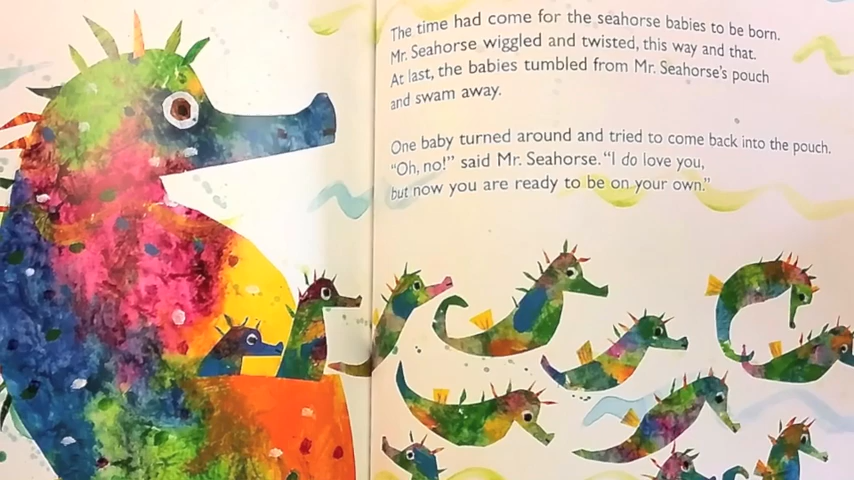 The time had come for the seahorse babies to be born.
Mr. Seahorse wiggled and twisted, this way and that.
At last, the babies tumbled from Mr. Seahorse's pouch
and swam away.
One baby turned around and tried to come back into the pouch.
"Oh, no!" said Mr. Seahorse. "I do love you,
but now you are ready to be on your own."